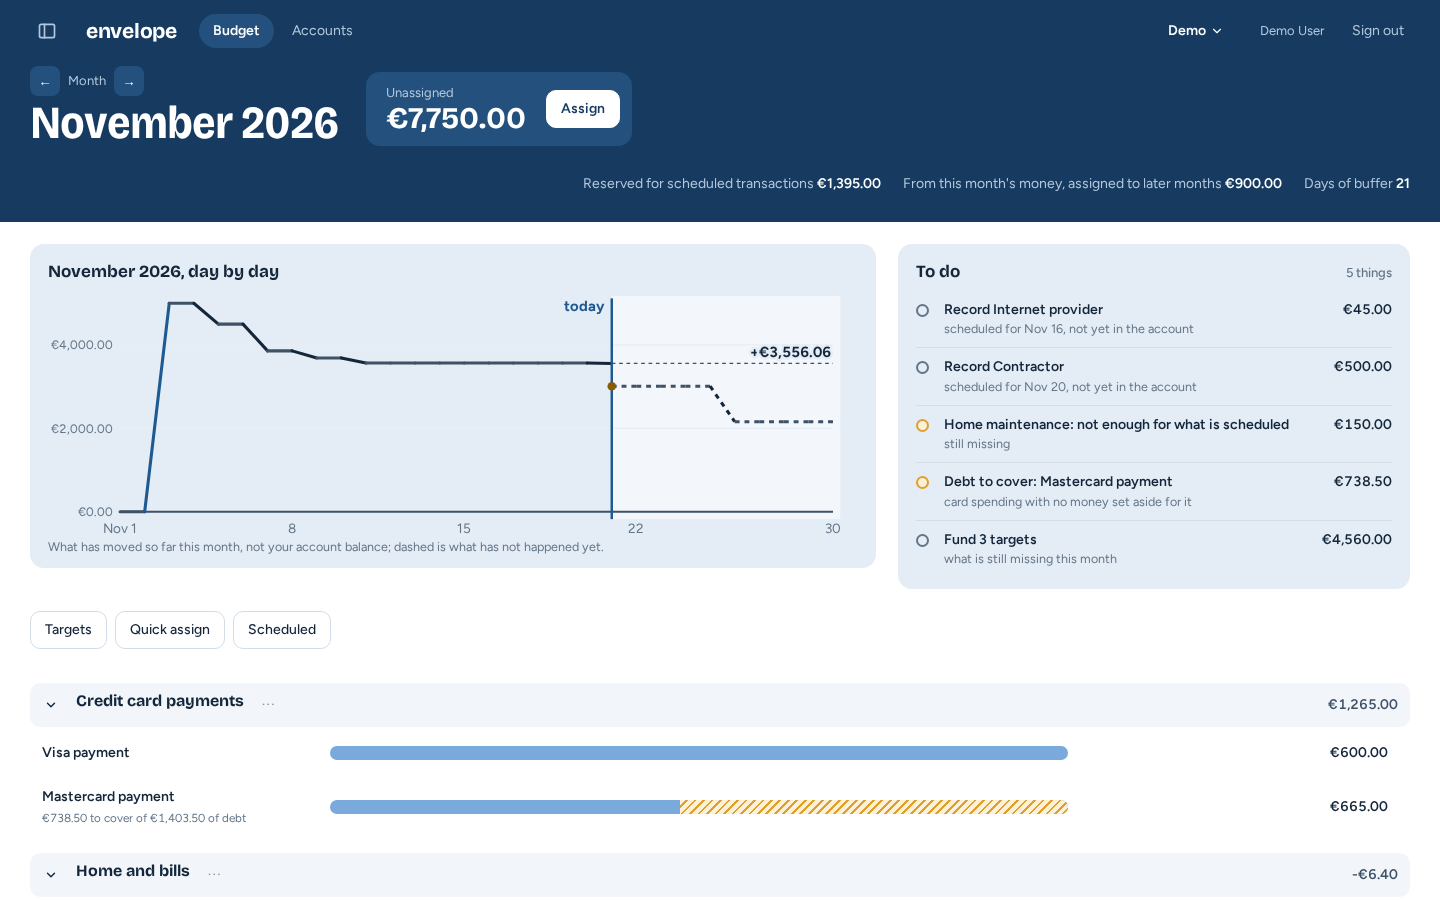 envelope
Budget
Accounts
Demo
Demo User
Sign out
←
Month
→
November 2026
Unassigned
€7,750.00
Assign
Reserved for scheduled transactions €1,395.00
From this month's money, assigned to later months €900.00
Days of buffer 21
November 2026, day by day
today
€4,000.00
+€3,556.06
€2,000.00
€0.00
Nov 1
8
15
22
30
What has moved so far this month, not your account balance; dashed is what has not happened yet.
To do
5 things
Record Internet provider
€45.00
scheduled for Nov 16, not yet in the account
Record Contractor
€500.00
scheduled for Nov 20, not yet in the account
Home maintenance: not enough for what is scheduled
€150.00
still missing
Debt to cover: Mastercard payment
€738.50
card spending with no money set aside for it
Fund 3 targets
€4,560.00
what is still missing this month
Targets
Quick assign
Scheduled
Credit card payments
...
€1,265.00
Visa payment
€600.00
Mastercard payment
€738.50 to cover of €1,403.50 of debt
€665.00
Home and bills
...
-€6.40